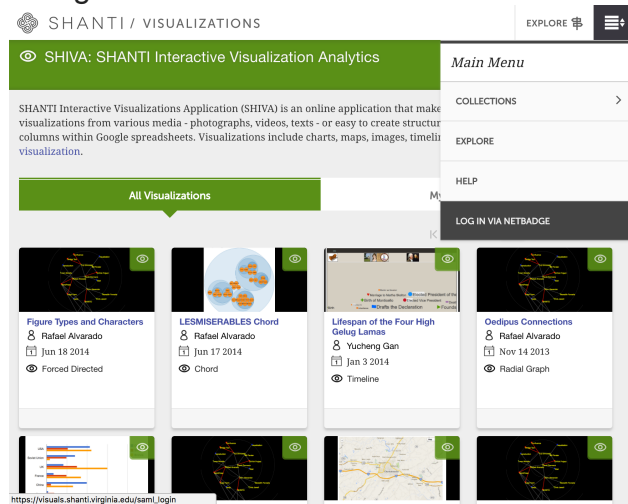 SHANTI / VISUALIZATIONS
EXPLORE
SHIVA: SHANTI Interactive Visualization Analytics
Main Menu
COLLECTIONS
EXPLORE
HELP
LOG IN VIA NETBADGE
SHANTI Interactive Visualizations Application (SHIVA) is an online application that make
visualizations from various media - photographs, videos, texts - or easy to create structur
columns within Google spreadsheets. Visualizations include charts, maps, images, timelin
visualization.
All Visualizations
My
Figure Types and Characters
Rafael Alvarado
Jun 18 2014
Forced Directed
LESMISERABLES Chord
Rafael Alvarado
Jun 17 2014
Chord
Drafts the Declaration
Lifespan of the Four High
Gelug Lamas
Yucheng Gan
Jan 3 2014
Timeline
Oedipus Connections
Rafael Alvarado
Nov 14 2013
Radial Graph
https://visuals.shanti.virginia.edu/saml_login